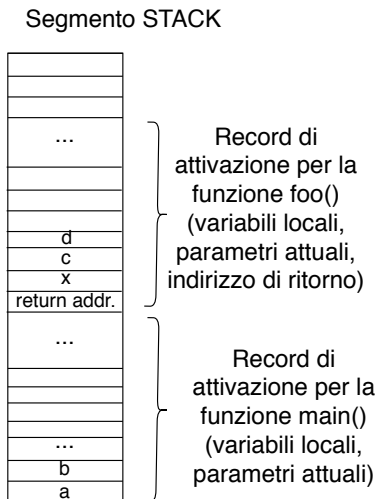 Segmento STACK
...
d
c
x
return addr.
...
...
b
a
Record di
attivazione per la
funzione foo()
(variabili locali,
parametri attuali,
indirizzo di ritorno)
Record di
attivazione per la
funzione main()
(variabili locali,
parametri attuali)